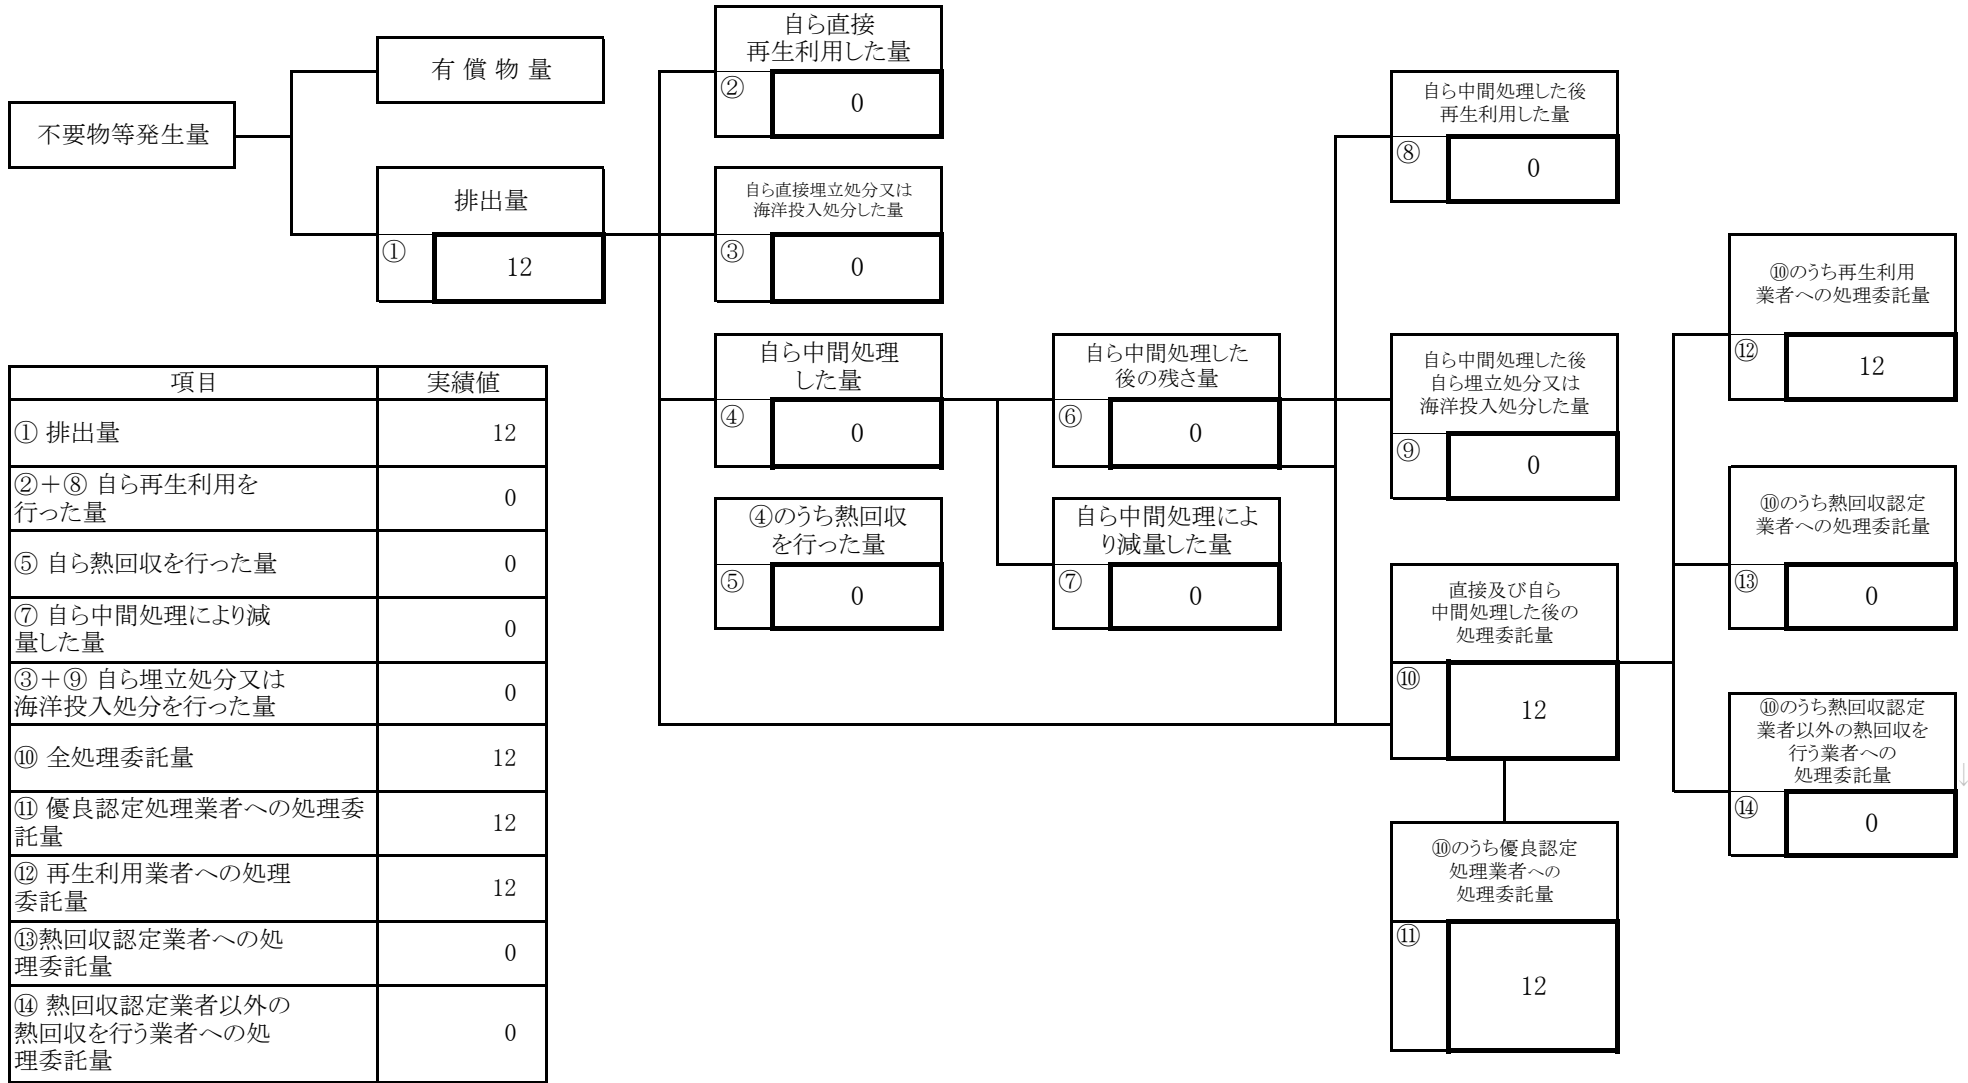 不要物等発生量
有 償 物 量
排出量
①
12
自ら直接
再生利用した量
②
0
自ら直接埋立処分又は
海洋投入処分した量
③
0
自ら中間処理
した量
④
0
④のうち熱回収
を行った量
⑤
0
自ら中間処理した
後の残さ量
⑥
0
自ら中間処理によ
り減量した量
⑦
0
自ら中間処理した後
再生利用した量
⑧
0
自ら中間処理した後
自ら埋立処分又は
海洋投入処分した量
⑨
0
直接及び自ら
中間処理した後の
処理委託量
⑩
12
⑩のうち優良認定
処理業者への
処理委託量
⑪
12
⑩のうち再生利用
業者への処理委託量
⑫
12
⑩のうち熱回収認定
業者への処理委託量
⑬
0
⑩のうち熱回収認定
業者以外の熱回収を
行う業者への
処理委託量
⑭
0
↓
項目 実績値
① 排出量 12
②＋⑧ 自ら再生利用を
行った量 0
⑤ 自ら熱回収を行った量 0
⑦ 自ら中間処理により減
量した量 0
③＋⑨ 自ら埋立処分又は
海洋投入処分を行った量 0
⑩ 全処理委託量 12
⑪ 優良認定処理業者への処理委
託量 12
⑫ 再生利用業者への処理
委託量 12
⑬熱回収認定業者への処
理委託量 0
⑭ 熱回収認定業者以外の
熱回収を行う業者への処
理委託量 0